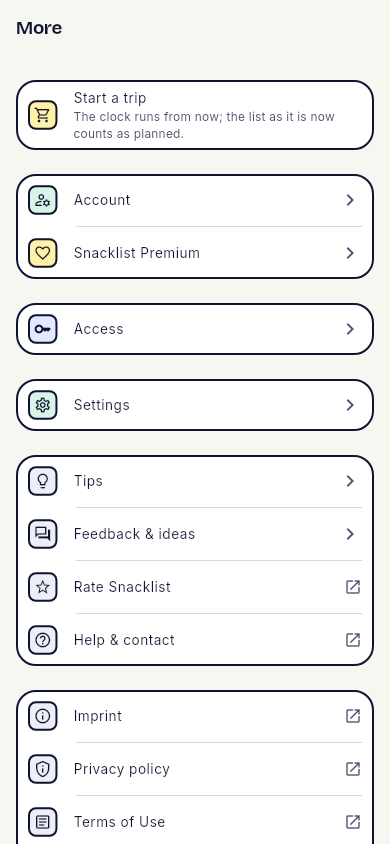 More
Start a trip
The clock runs from now; the list as it is now
counts as planned.
Account
Snacklist Premium
Access
Settings
Tips
Feedback & ideas
Rate Snacklist
Help & contact
Imprint
Privacy policy
Terms of Use